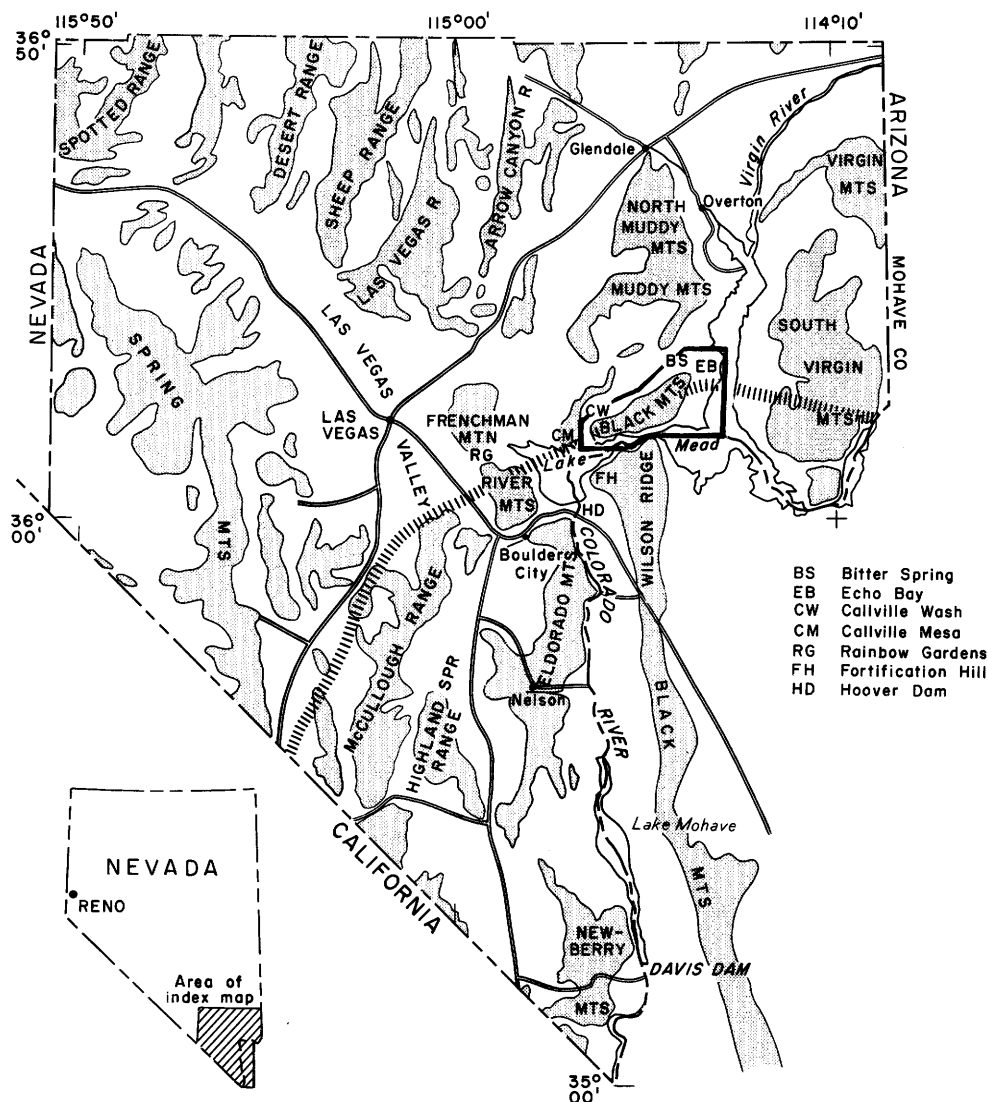 115°50'
115°00'
114°10'
36°
50'
SPOTTED RANGE
DESERT RANGE
SHEEP RANGE
LAS VEGAS R
ARROW CANYON R
Glendale
Virgin River
ARIZONA
VIRGIN
MTS
Overton
NORTH
MUDDY
MTS
MUDDY MTS
MOHAVE CO
NEVADA
SPRING
MTS
LAS VEGAS
VALLEY
LAS
VEGAS
FRENCHMAN
MTN
RG
SOUTH
VIRGIN
MTS
BS
EB
CW
BLACK MTS
CM
Lake
Mead
FH
RIVER
MTS
HD
WILSON RIDGE
36°
00'
Boulder
City
COLORADO
RIVER
ELDORADO MTS
McCULLOUGH RANGE
HIGHLAND SPR
RANGE
Nelson
BLACK
MTS
Lake Mohave
CALIFORNIA
NEW-
BERRY
MTS
DAVIS DAM
35°
00'
BS Bitter Spring
EB Echo Bay
CW Callville Wash
CM Callville Mesa
RG Rainbow Gardens
FH Fortification Hill
HD Hoover Dam
NEVADA
RENO
Area of
index map